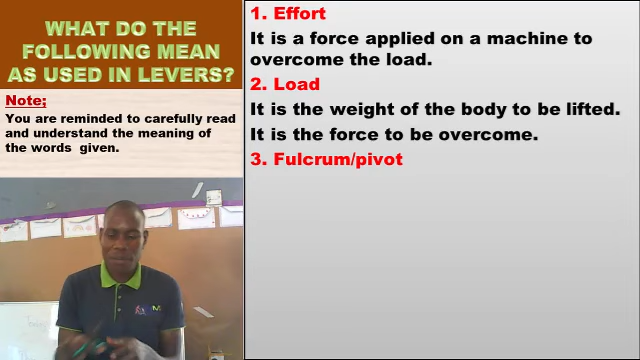 WHAT DO THE
FOLLOWING MEAN
AS USED IN LEVERS?
Note;
You are reminded to carefully read
and understand the meaning of
the words given.
1. Effort
It is a force applied on a machine to
overcome the load.
2. Load
It is the weight of the body to be lifted.
It is the force to be overcome.
3. Fulcrum/pivot